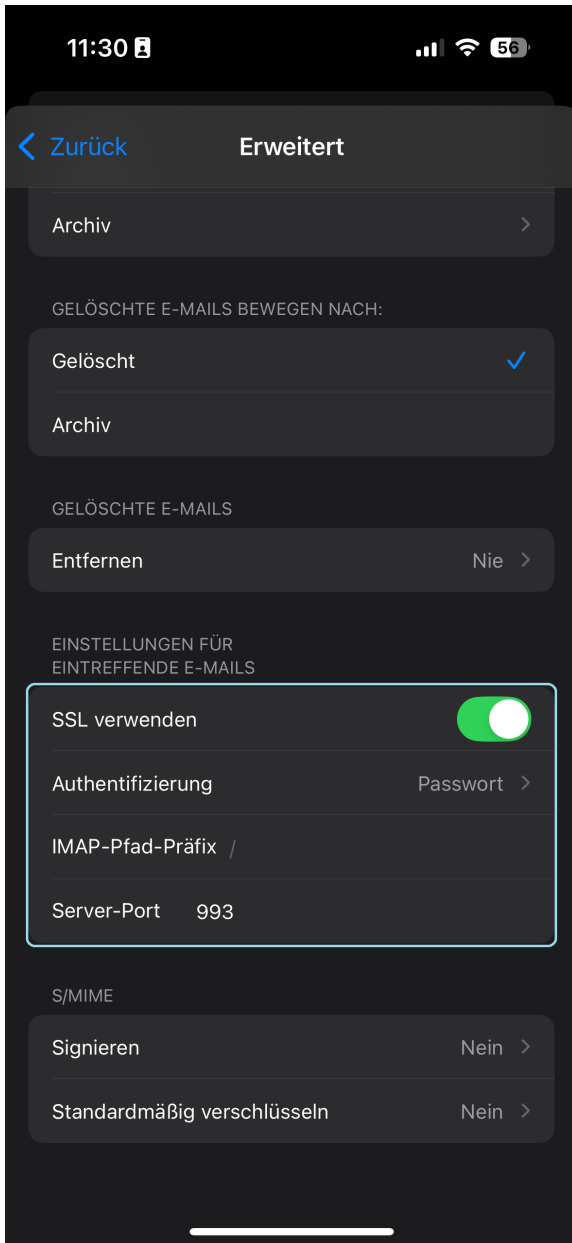 11:30
56
Zurück
Erweitert
Archiv
GELÖSCHTE E-MAILS BEWEGEN NACH:
Gelöscht
Archiv
GELÖSCHTE E-MAILS
Entfernen Nie
EINSTELLUNGEN FÜR
EINTREFFENDE E-MAILS
SSL verwenden
Authentifizierung Passwort
IMAP-Pfad-Präfix /
Server-Port 993
S/MIME
Signieren Nein
Standardmäßig verschlüsseln Nein